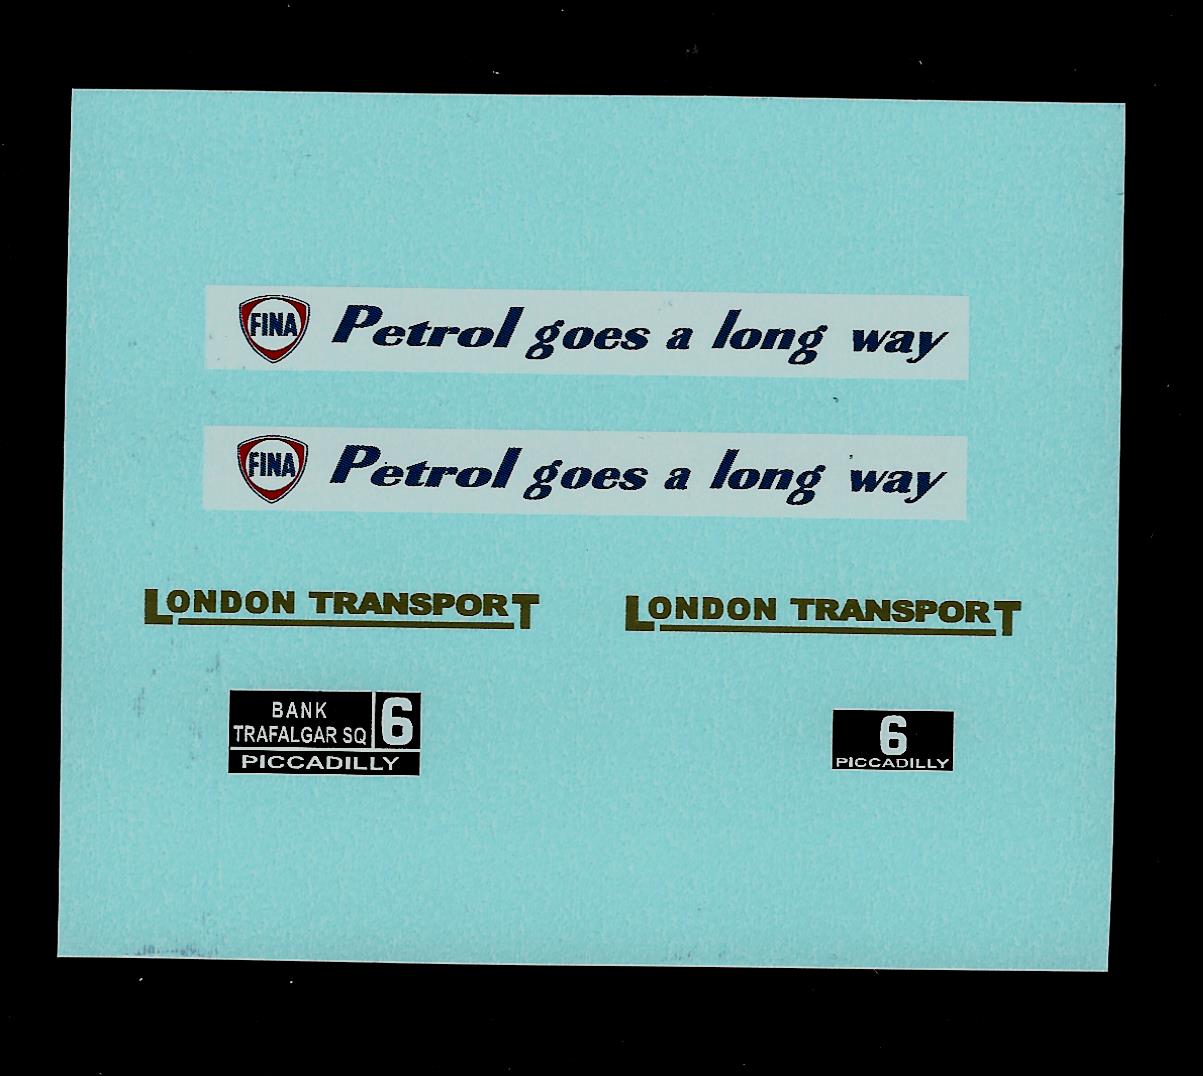 FINA Petrol goes a long way
FINA Petrol goes a long way
LONDON TRANSPORT
LONDON TRANSPORT
BANK
TRAFALGAR SQ
6
PICCADILLY
6
PICCADILLY